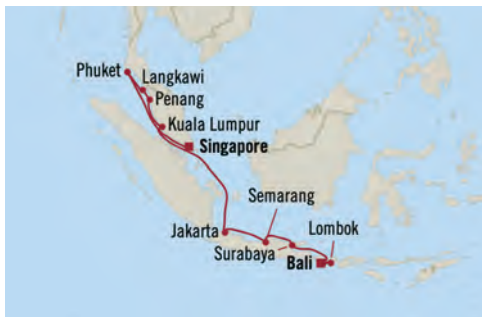 Phuket
Langkawi
Penang
Kuala Lumpur
Singapore
Semarang
Jakarta
Lombok
Surabaya
Bali